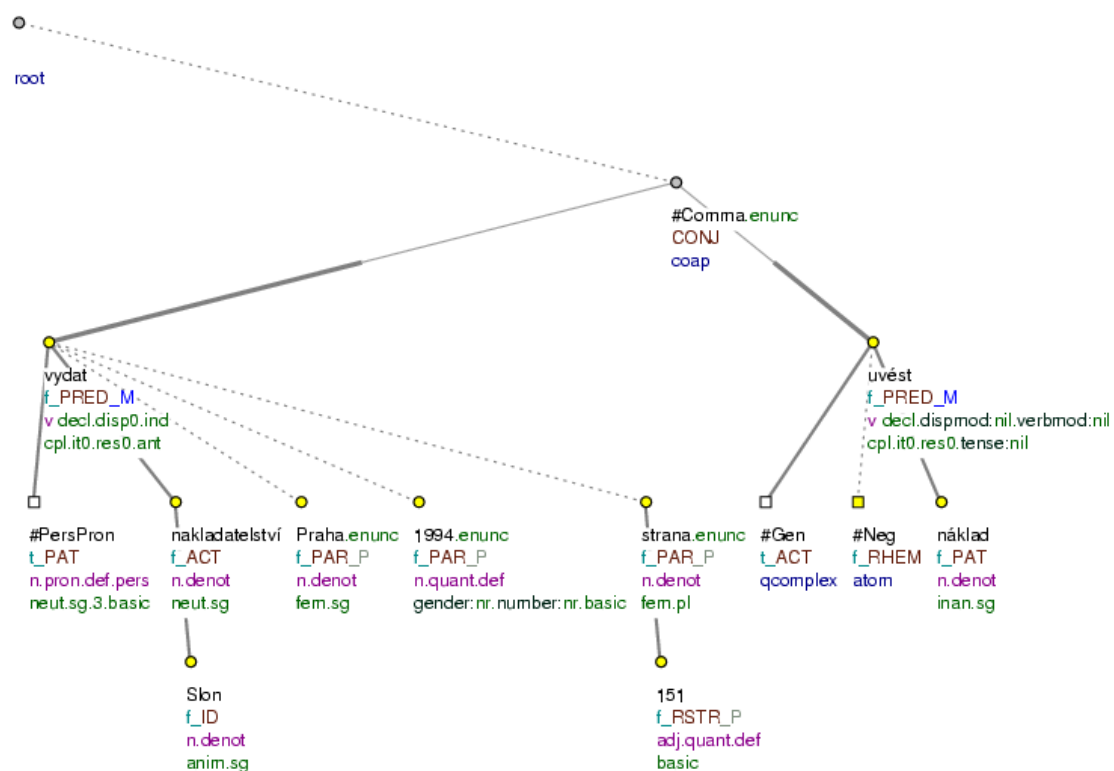 root
#Comma.enunc
CONJ
coap
vydat
f_PRED_M
v decl.disp0.ind
cpl.it0.res0.ant
uvést
f_PRED_M
v decl.dispmod:nil.verbmod:nil
cpl.it0.res0.tense:nil
#PersPron
t_PAT
n.pron.def.pers
neut.sg.3.basic
nakladatelství
f_ACT
n.denot
neut.sg
Praha.enunc
f_PAR_P
n.denot
fem.sg
1994.enunc
f_PAR_P
n.quant.def
gender:nr.number:nr.basic
strana.enunc
f_PAR_P
n.denot
fem.pl
#Gen
t_ACT
qcomplex
#Neg
f_RHEM
atom
náklad
f_PAT
n.denot
inan.sg
Slon
f_ID
n.denot
anim.sg
151
f_RSTR_P
adj.quant.def
basic